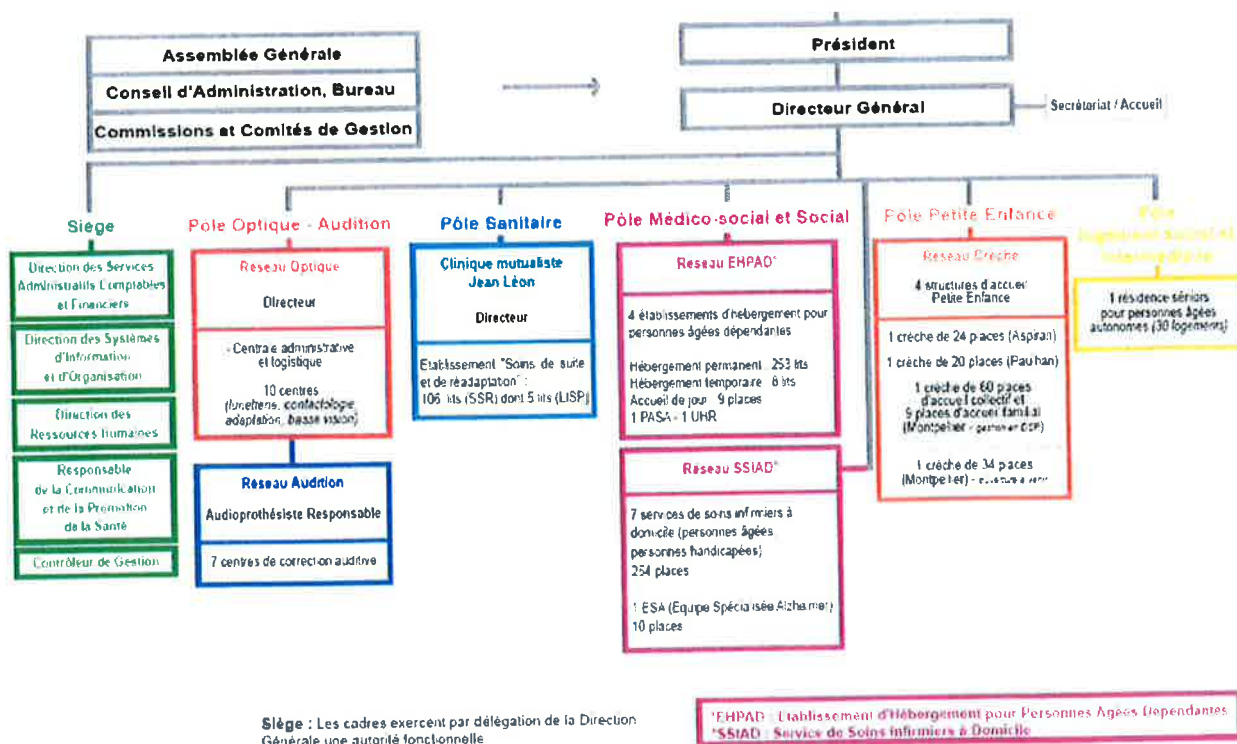 Assemblée Générale
Conseil d'Administration, Bureau
Commissions et Comités de Gestion
Président
Directeur Général
Secrétariat / Accueil
Siège
Direction des Services
Administratifs Comptables
et Financiers
Direction des Systèmes
d'Information
et d'Organisation
Direction des
Ressources Humaines
Responsable
de la Communication
et de la Promotion
de la Santé
Contrôleur de Gestion
Pôle Optique - Audition
Réseau Optique
Directeur
- Centrale administrative
et logistique
10 centres
(lunetterie, contactologie
adaptation, basse vision)
Réseau Audition
Audioprothésiste Responsable
7 centres de correction auditive
Pôle Sanitaire
Clinique mutualiste
Jean Léon
Directeur
Etablissement "Soins de suite
et de réadaptation" :
106 lits (SSR) dont 5 lits (LISP)
Pôle Médico-social et Social
Réseau EHPAD*
4 établissements d'hébergement pour
personnes âgées dépendantes
Hébergement permanent : 253 lits
Hébergement temporaire : 8 lits
Accueil de jour : 9 places
1 PASA - 1 UHR
Réseau SSIAD*
7 services de soins infirmiers à
domicile (personnes âgées
personnes handicapées)
254 places
1 ESA (Equipe Spécialisée Alzheimer)
10 places
Pôle Petite Enfance
Réseau Crèche
4 structures d'accueil
Petite Enfance
1 crèche de 24 places (Aspiran)
1 crèche de 20 places (Paulhan)
1 crèche de 60 places
d'accueil collectif et
9 places d'accueil familial
(Montpellier - gestion en DSP)
1 crèche de 34 places
(Montpellier) -
Pôle
logement social et
intermédiaire
1 résidence séniors
pour personnes âgées
autonomes (30 logements)
Siège : Les cadres exercent par délégation de la Direction
Générale une autorité fonctionnelle
*EHPAD : Etablissement d'Hébergement pour Personnes Agées Dépendantes
*SSIAD : Service de Soins Infirmiers à Domicile